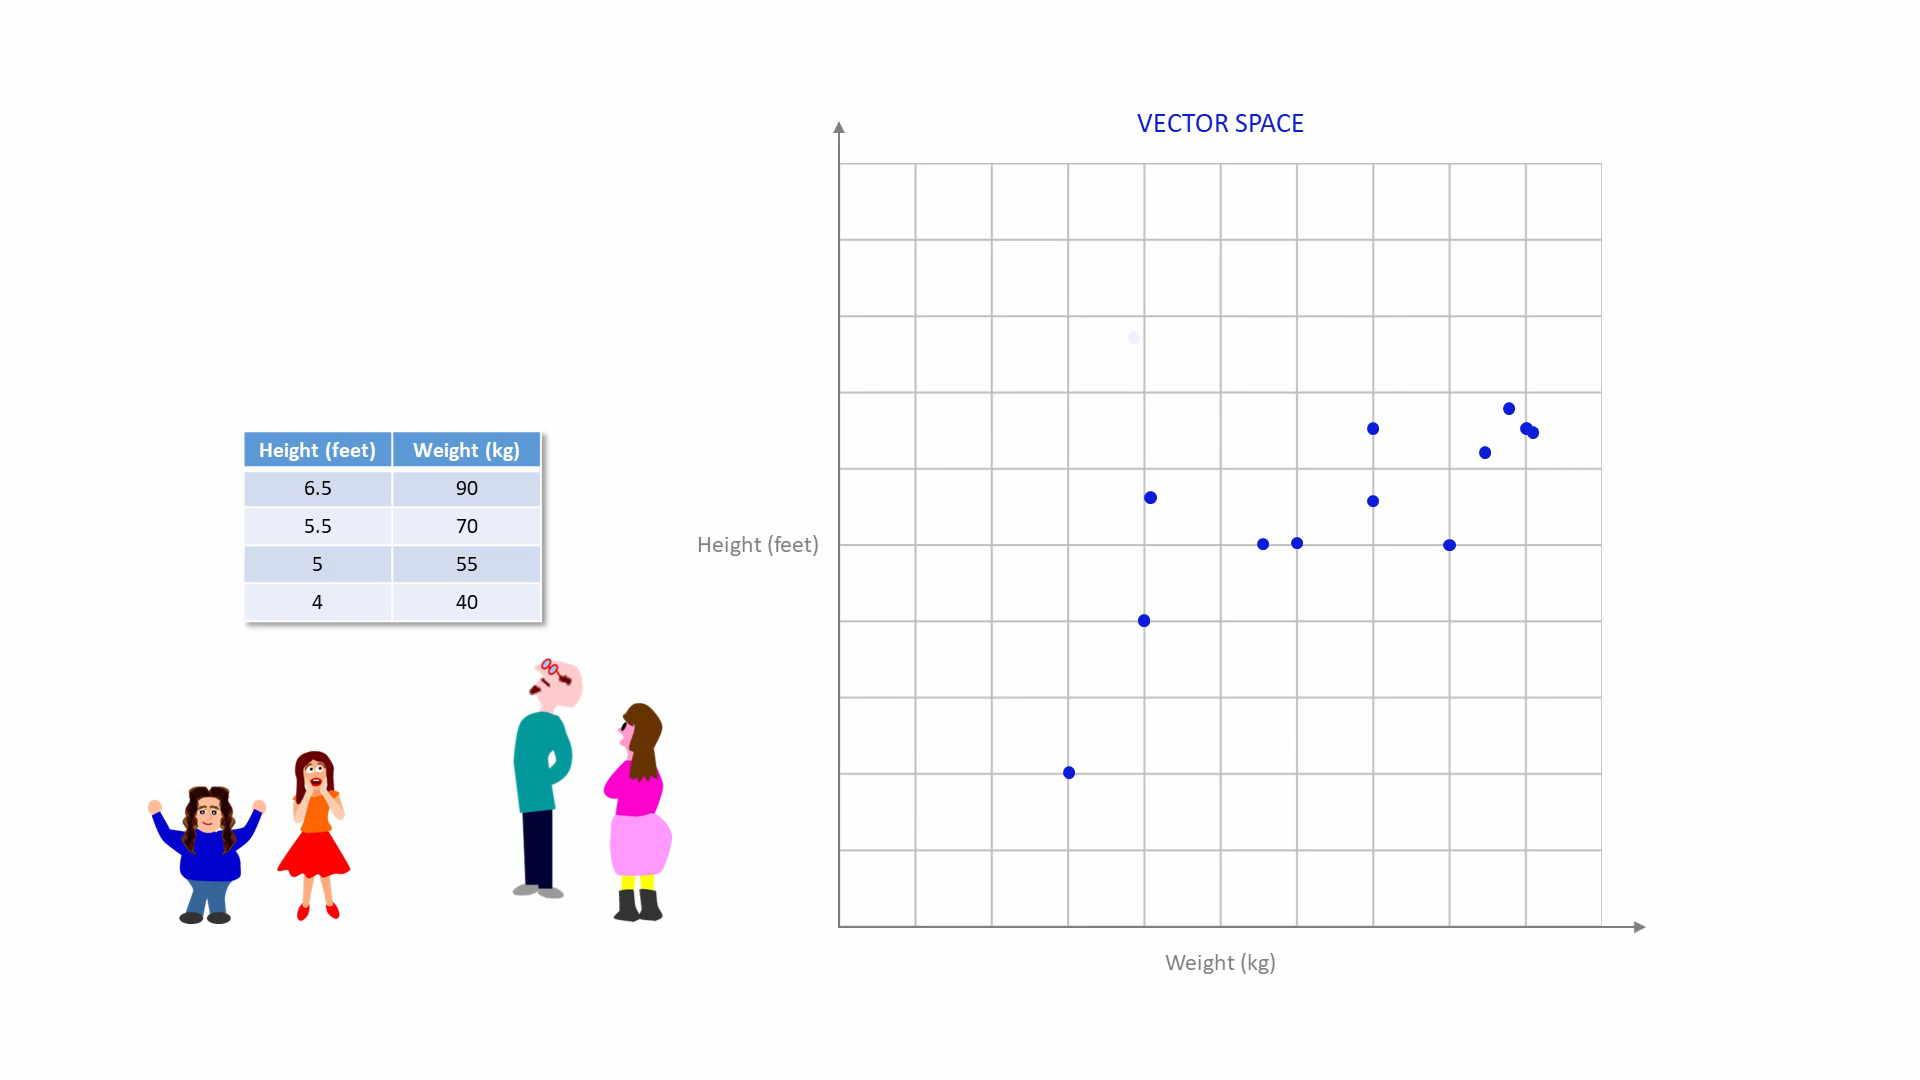 VECTOR SPACE
Height (feet) Weight (kg)
6.5 90
5.5 70
5 55
4 40
Height (feet)
Weight (kg)